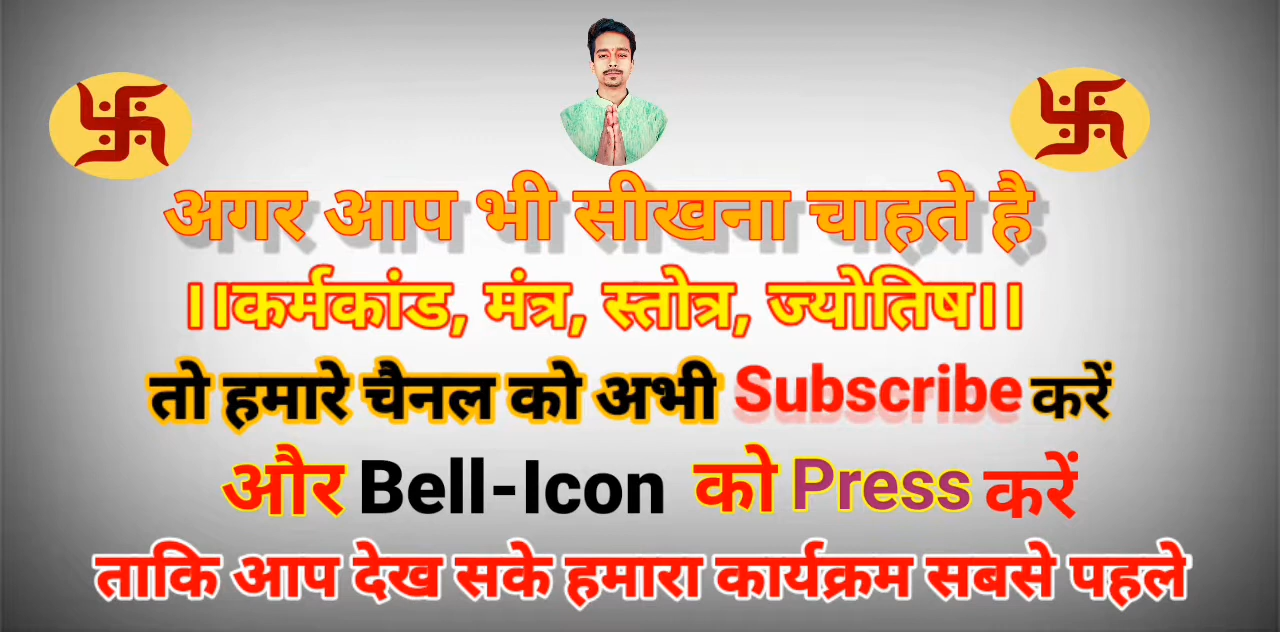 अगर आप भी सीखना चाहते है
।।कर्मकांड, मंत्र, स्तोत्र, ज्योतिष।।
तो हमारे चैनल को अभी Subscribe करें
और Bell-Icon को Press करें
ताकि आप देख सके हमारा कार्यक्रम सबसे पहले